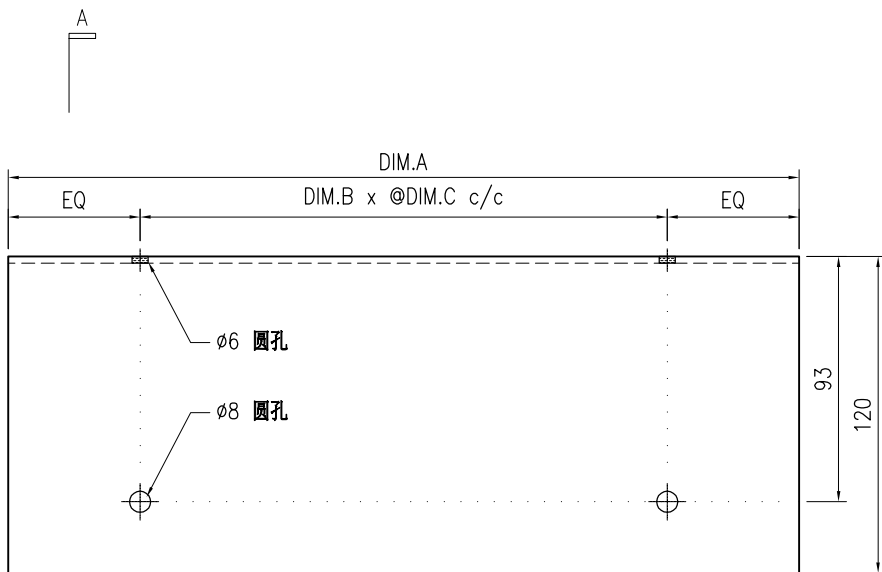 A
DIM.A
EQ
DIM.B x @DIM.C c/c
EQ
ø6 圆孔
93
ø8 圆孔
120